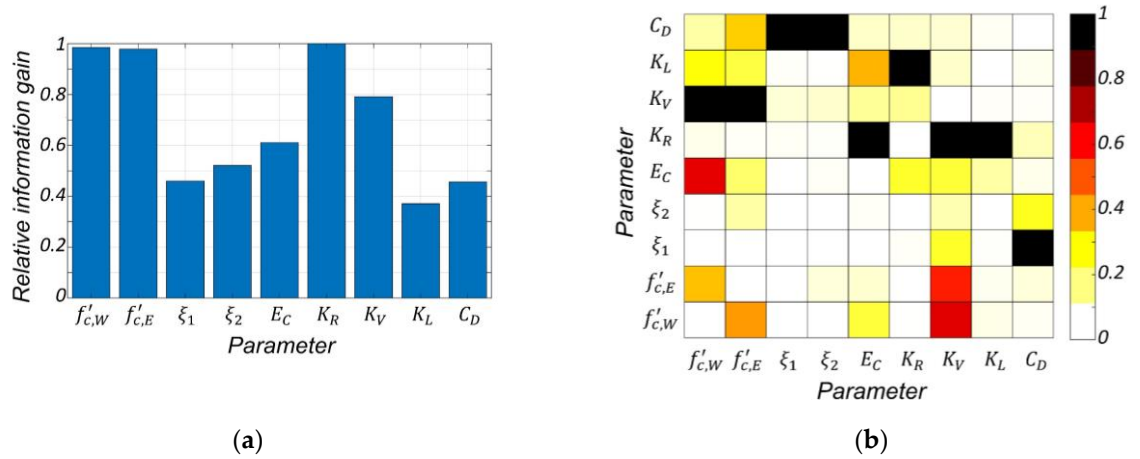 Relative information gain
1
0.8
0.6
0.4
0.2
0
f′c,W f′c,E ξ1 ξ2 EC KR KV KL CD
Parameter
(a)
Parameter
CD
KL
KV
KR
EC
ξ2
ξ1
f′c,E
f′c,W
f′c,W f′c,E ξ1 ξ2 EC KR KV KL CD
Parameter
1
0.8
0.6
0.4
0.2
0
(b)